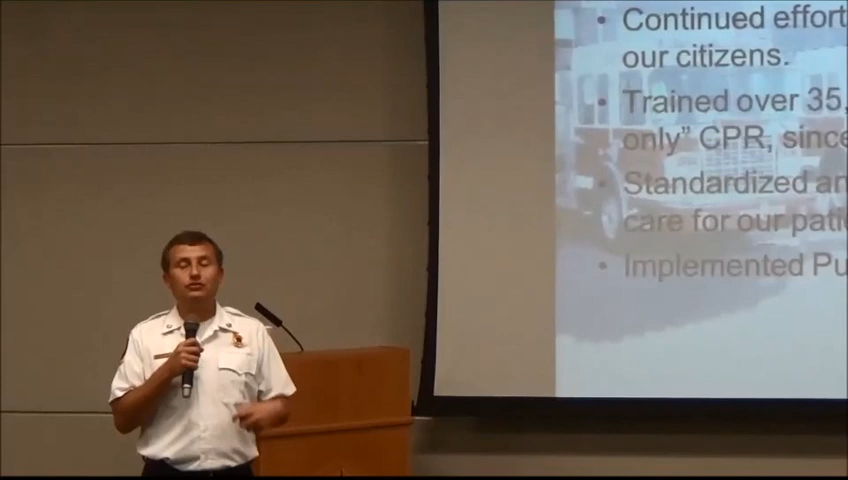 • Continued effort
our citizens.
• Trained over 35,
only” CPR, since
• Standardized an
care for our pati
• Implemented Pu